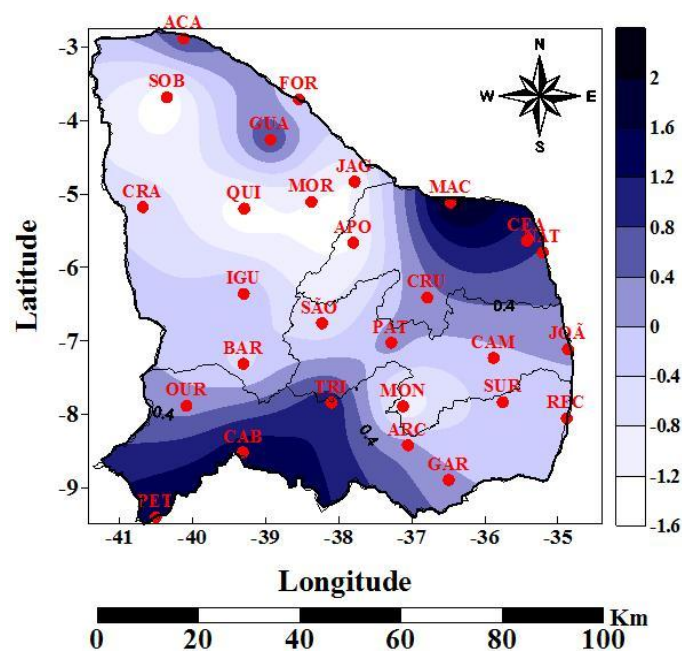 ACA
-3
N
2
SOB
FOR
W E
1.6
-4
GUA
S
1.2
JAG
MOR
MAC
-5
CRA
QUI
0.8
APO
CEA
AT
0.4
-6
IGU
CRU
0.4
0
SÃO
PAT
JOÃ
-7
CAM
-0.4
BAR
TRI
MON
SUR
-0.8
OUR
REC
-8
0.4
0.4
ARC
CAB
GAR
-1.2
-9
PET
-1.6
-41 -40 -39 -38 -37 -36 -35
Latitude
Longitude
Km
0 20 40 60 80 100